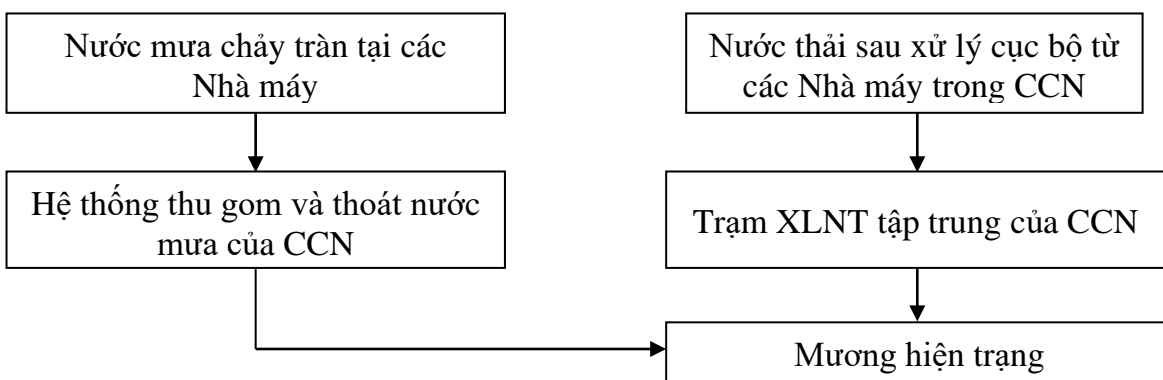 Nước mưa chảy tràn tại các
Nhà máy
Nước thải sau xử lý cục bộ từ
các Nhà máy trong CCN
Hệ thống thu gom và thoát nước
mưa của CCN
Trạm XLNT tập trung của CCN
Mương hiện trạng